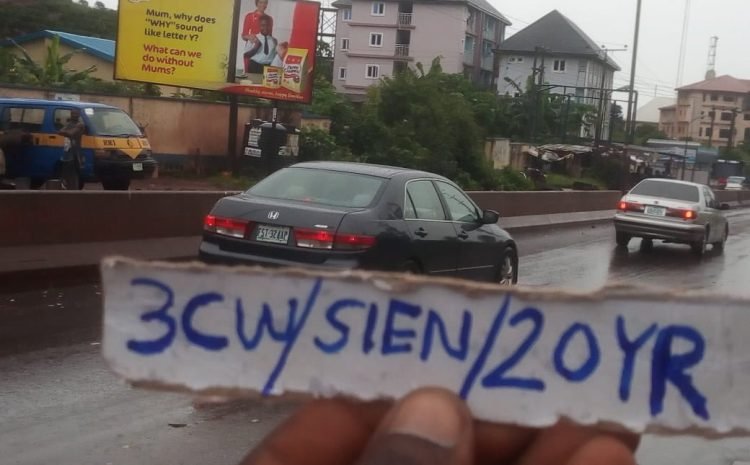 Mum, why does
"WHY" sound
like letter Y?
What can we
do without
Mums?
3CW/SIEN/20YR